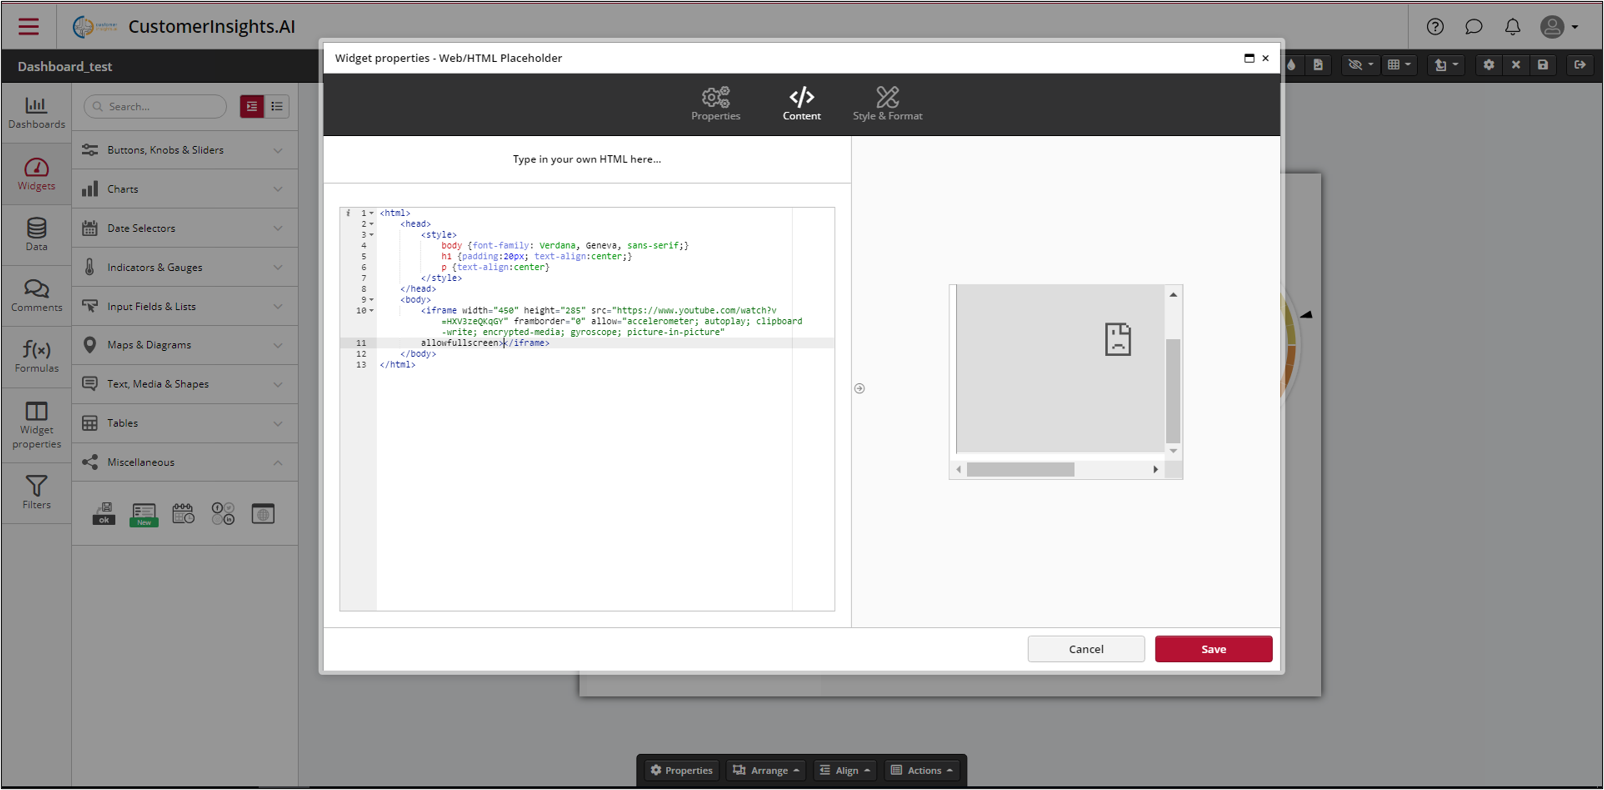 CustomerInsights.AI
Dashboard_test
Widget properties - Web/HTML Placeholder
Properties
Content
Style & Format
Dashboards
Widgets
Data
Comments
Formulas
Widget
properties
Filters
Search...
Buttons, Knobs & Sliders
Charts
Date Selectors
Indicators & Gauges
Input Fields & Lists
Maps & Diagrams
Text, Media & Shapes
Tables
Miscellaneous
ok
New
f(x)
Type in your own HTML here...
i 1 <html>
2 <head>
3 <style>
4 body {font-family: Verdana, Geneva, sans-serif;}
5 h1 {padding:20px; text-align:center;}
6 p {text-align:center}
7 </style>
8 </head>
9 <body>
10 <iframe width="450" height="285" src="https://www.youtube.com/watch?v
=HXV3zeQKqGY" framborder="0" allow="accelerometer; autoplay; clipboard
-write; encrypted-media; gyroscope; picture-in-picture"
11 allowfullscreen></iframe>
12 </body>
13 </html>
Cancel
Save
Properties
Arrange
Align
Actions